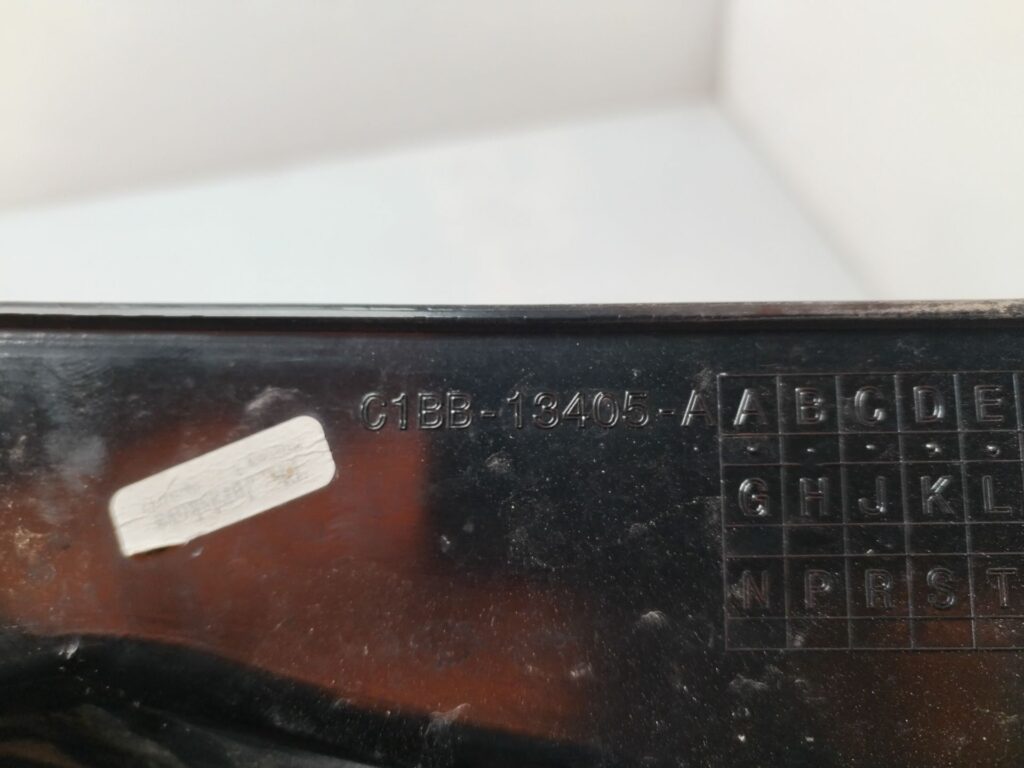 C1BB-13405-A
A B C D E
G H J K L
N P R S T